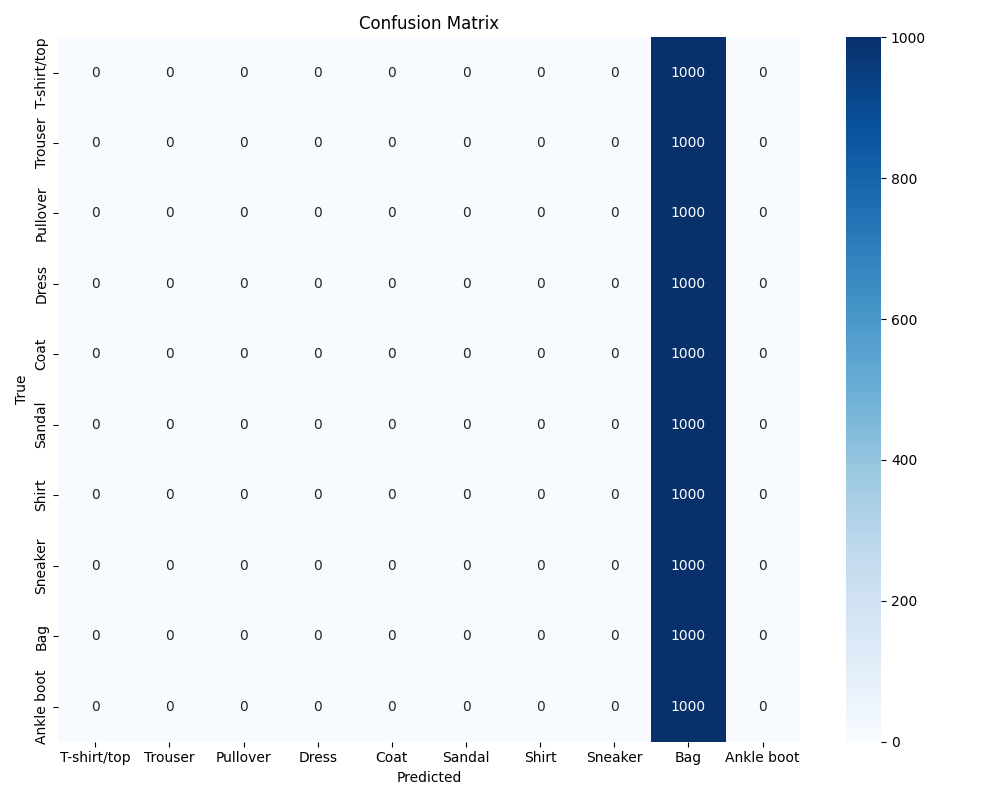 Confusion Matrix
T-shirt/top 0 0 0 0 0 0 0 0 1000 0
Trouser 0 0 0 0 0 0 0 0 1000 0
Pullover 0 0 0 0 0 0 0 0 1000 0
Dress 0 0 0 0 0 0 0 0 1000 0
Coat 0 0 0 0 0 0 0 0 1000 0
Sandal 0 0 0 0 0 0 0 0 1000 0
Shirt 0 0 0 0 0 0 0 0 1000 0
Sneaker 0 0 0 0 0 0 0 0 1000 0
Bag 0 0 0 0 0 0 0 0 1000 0
Ankle boot 0 0 0 0 0 0 0 0 1000 0
True
T-shirt/top Trouser Pullover Dress Coat Sandal Shirt Sneaker Bag Ankle boot
Predicted
1000
800
600
400
200
0